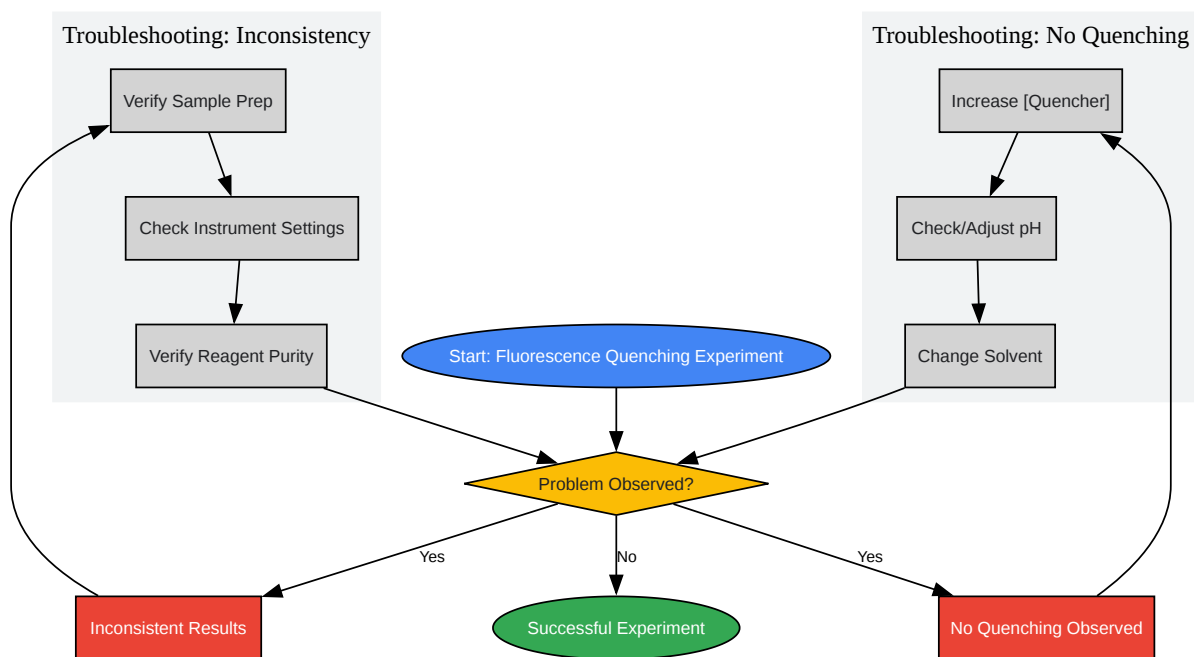 Troubleshooting: Inconsistency
Troubleshooting: No Quenching
Verify Sample Prep
Increase [Quencher]
Check Instrument Settings
Check/Adjust pH
Verify Reagent Purity
Start: Fluorescence Quenching Experiment
Change Solvent
Problem Observed?
Yes
No
Yes
Inconsistent Results
Successful Experiment
No Quenching Observed